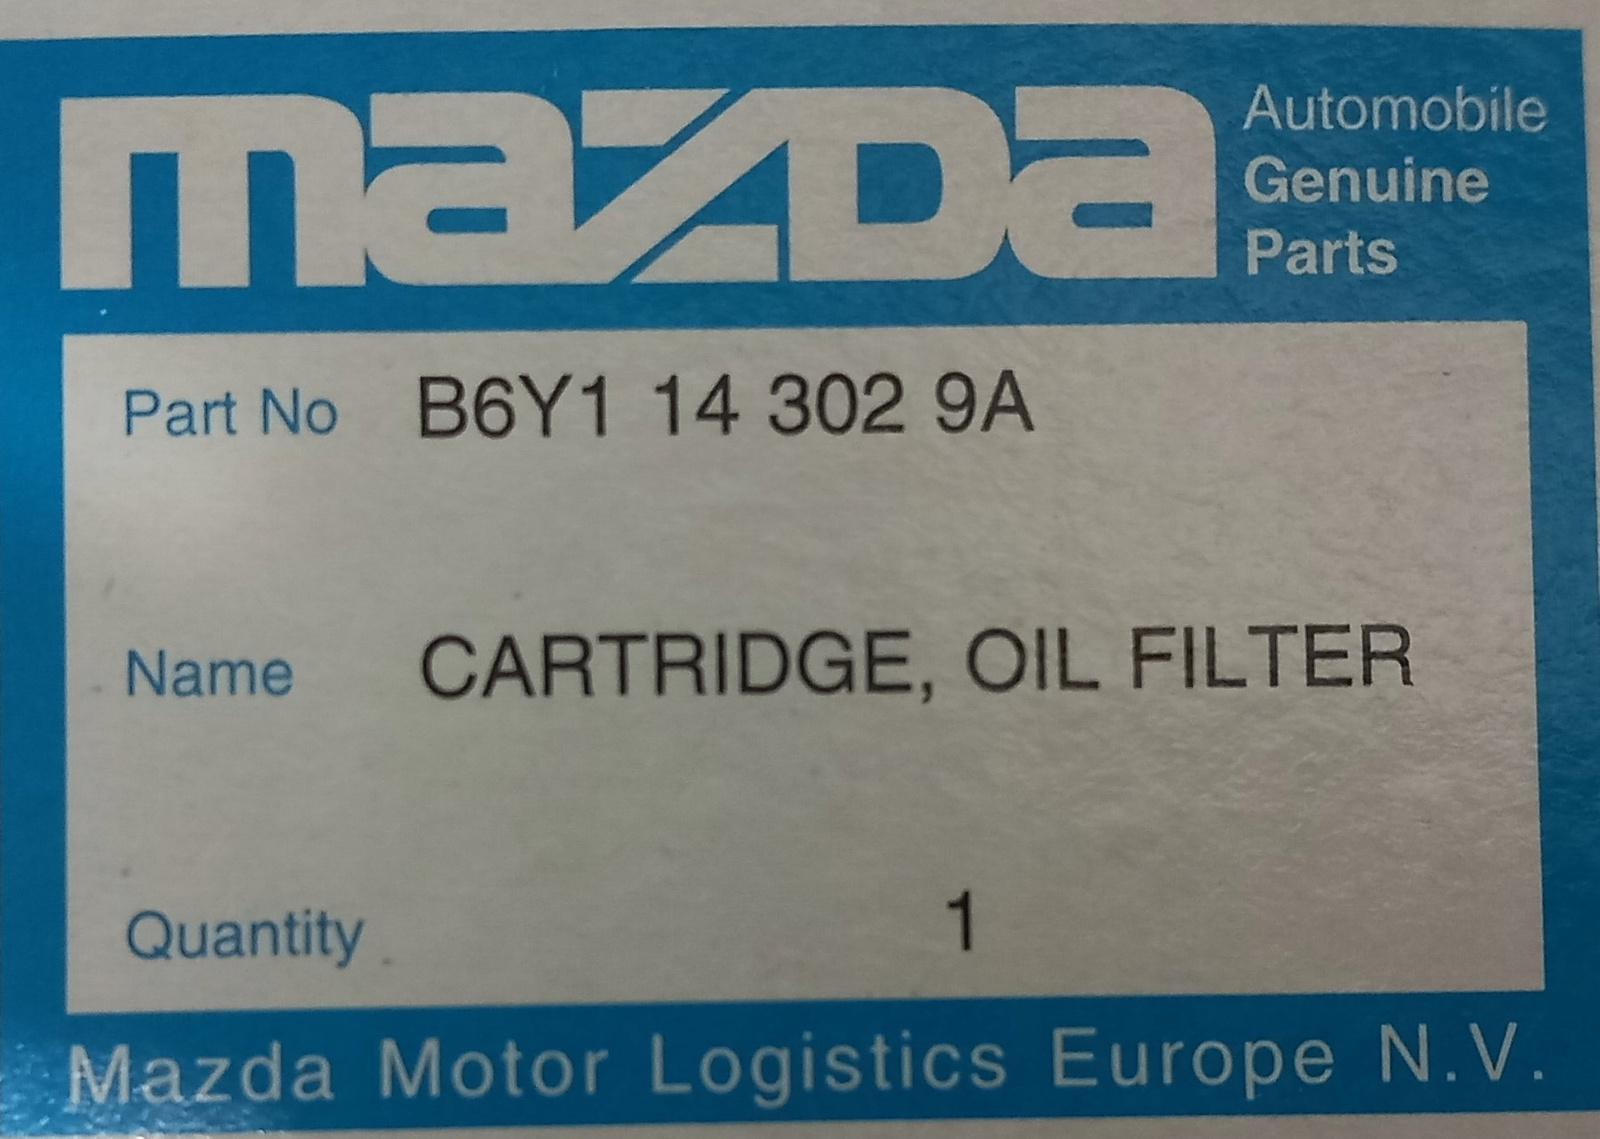 mazda
Automobile
Genuine
Parts
Part No B6Y1 14 302 9A
Name CARTRIDGE, OIL FILTER
Quantity 1
Mazda Motor Logistics Europe N.V.